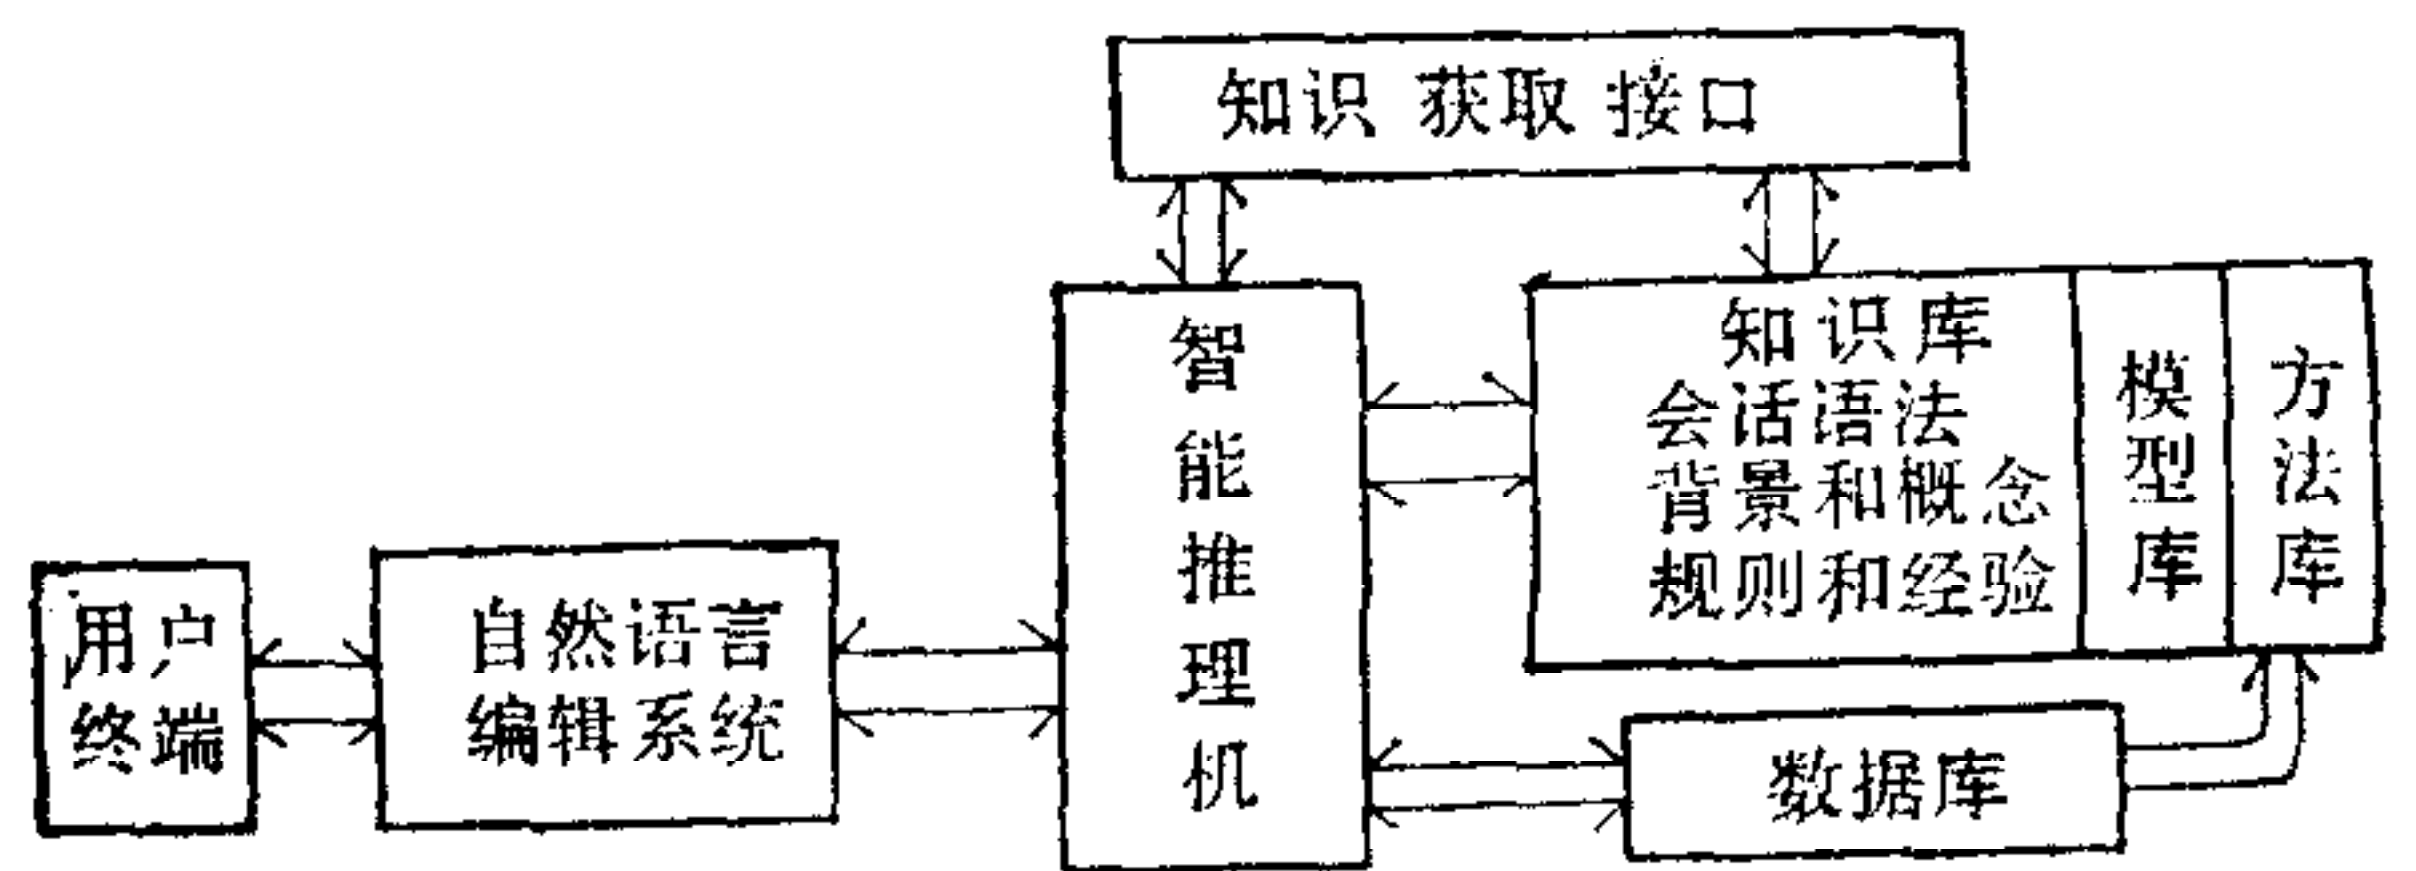 知识获取接口
智能推理机
知识库
会话语法
背景和概念
规则和经验
模型库
方法库
用户
终端
自然语言
编辑系统
数据库